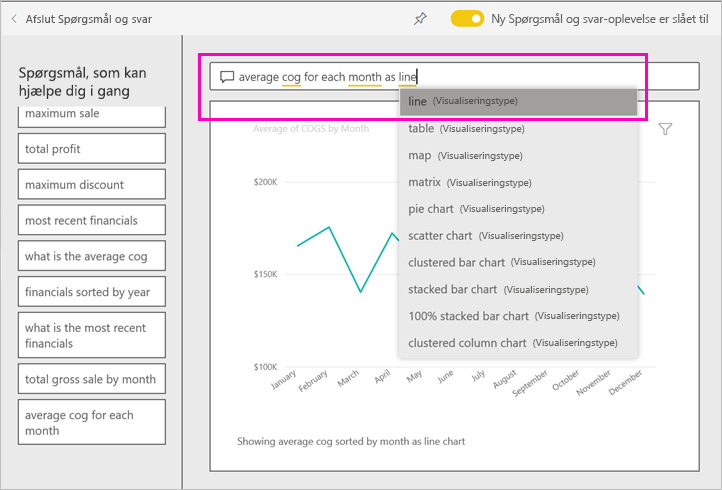 Afslut Spørgsmål og svar
Ny Spørgsmål og svar-oplevelse er slået til
Spørgsmål, som kan
hjælpe dig i gang
maximum sale
total profit
maximum discount
most recent financials
what is the average cog
financials sorted by year
what is the most recent
financials
total gross sale by month
average cog for each
month
average cog for each month as line
line (Visualiseringstype)
table (Visualiseringstype)
map (Visualiseringstype)
matrix (Visualiseringstype)
pie chart (Visualiseringstype)
scatter chart (Visualiseringstype)
clustered bar chart (Visualiseringstype)
stacked bar chart (Visualiseringstype)
100% stacked bar chart (Visualiseringstype)
clustered column chart (Visualiseringstype)
Average of COGS by Month
$200K
$150K
$100K
January
February
March
April
May
June
July
August
September
October
November
December
Showing average cog sorted by month as line chart